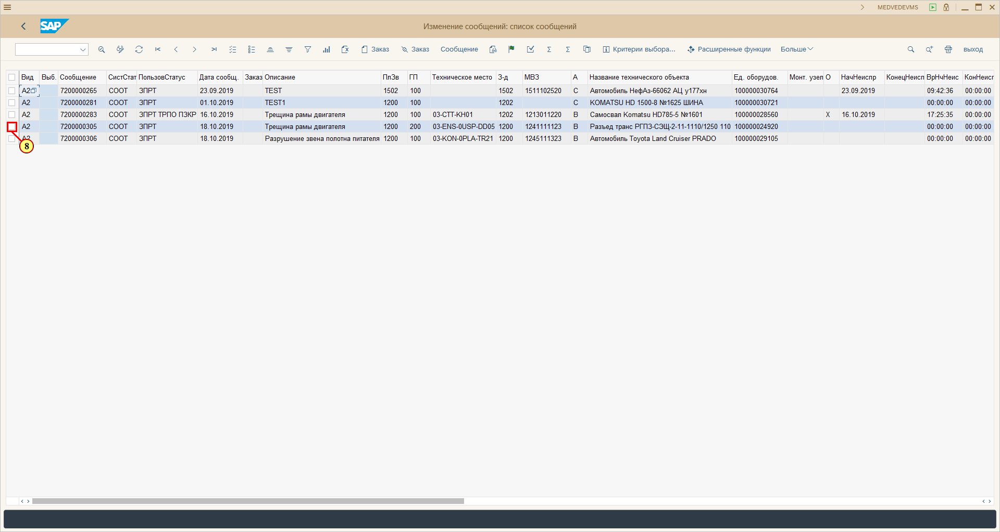 MEDVEDEVMS
SAP
Изменение сообщений: список сообщений
Заказ Заказ Сообщение Σ Σ Критерии выбора... Расширенные функции Больше выход
Вид Выб. Сообщение СистСтат ПользовСтатус Дата сообщ. Заказ Описание ПлЗв ГП Техническое место З-д МВЗ A Название технического объекта Ед. оборудов. Монт. узел О НачНеиспр КонецНеисп ВрНчНеис КонНеисп
A2 7200000265 СООТ ЗПРТ 23.09.2019 TEST 1502 100 1502 1511102520 C Автомобиль НефАз-66062 АЦ у177хн 100000030764 23.09.2019 09:42:36 00:00:00
A2 7200000281 СООТ ЗПРТ 01.10.2019 TEST1 1200 100 1202 C KOMATSU HD 1500-8 №1625 ШИНА 100000030721 00:00:00 00:00:00
A2 7200000283 СООТ ЗПРТ ТРПО ПЗКР 16.10.2019 Трещина рамы двигателя 1200 100 03-CTT-KH01 1202 1213011220 B Самосвал Komatsu HD785-5 №1601 100000028560 X 16.10.2019 17:25:35 00:00:00
A2 7200000305 СООТ ЗПРТ 18.10.2019 Трещина рамы двигателя 1200 200 03-ENS-0USP-DD05 1200 1241111123 B Разъед транс РГПЗ-СЭЩ-2-11-1110/1250 110 100000024920 00:00:00 00:00:00
A2 7200000306 СООТ ЗПРТ 18.10.2019 Разрушение звена полотна питателя 1200 100 03-KON-0PLA-TR21 1200 1245111323 B Автомобиль Toyota Land Cruiser PRADO 100000029105 00:00:00 00:00:00
8